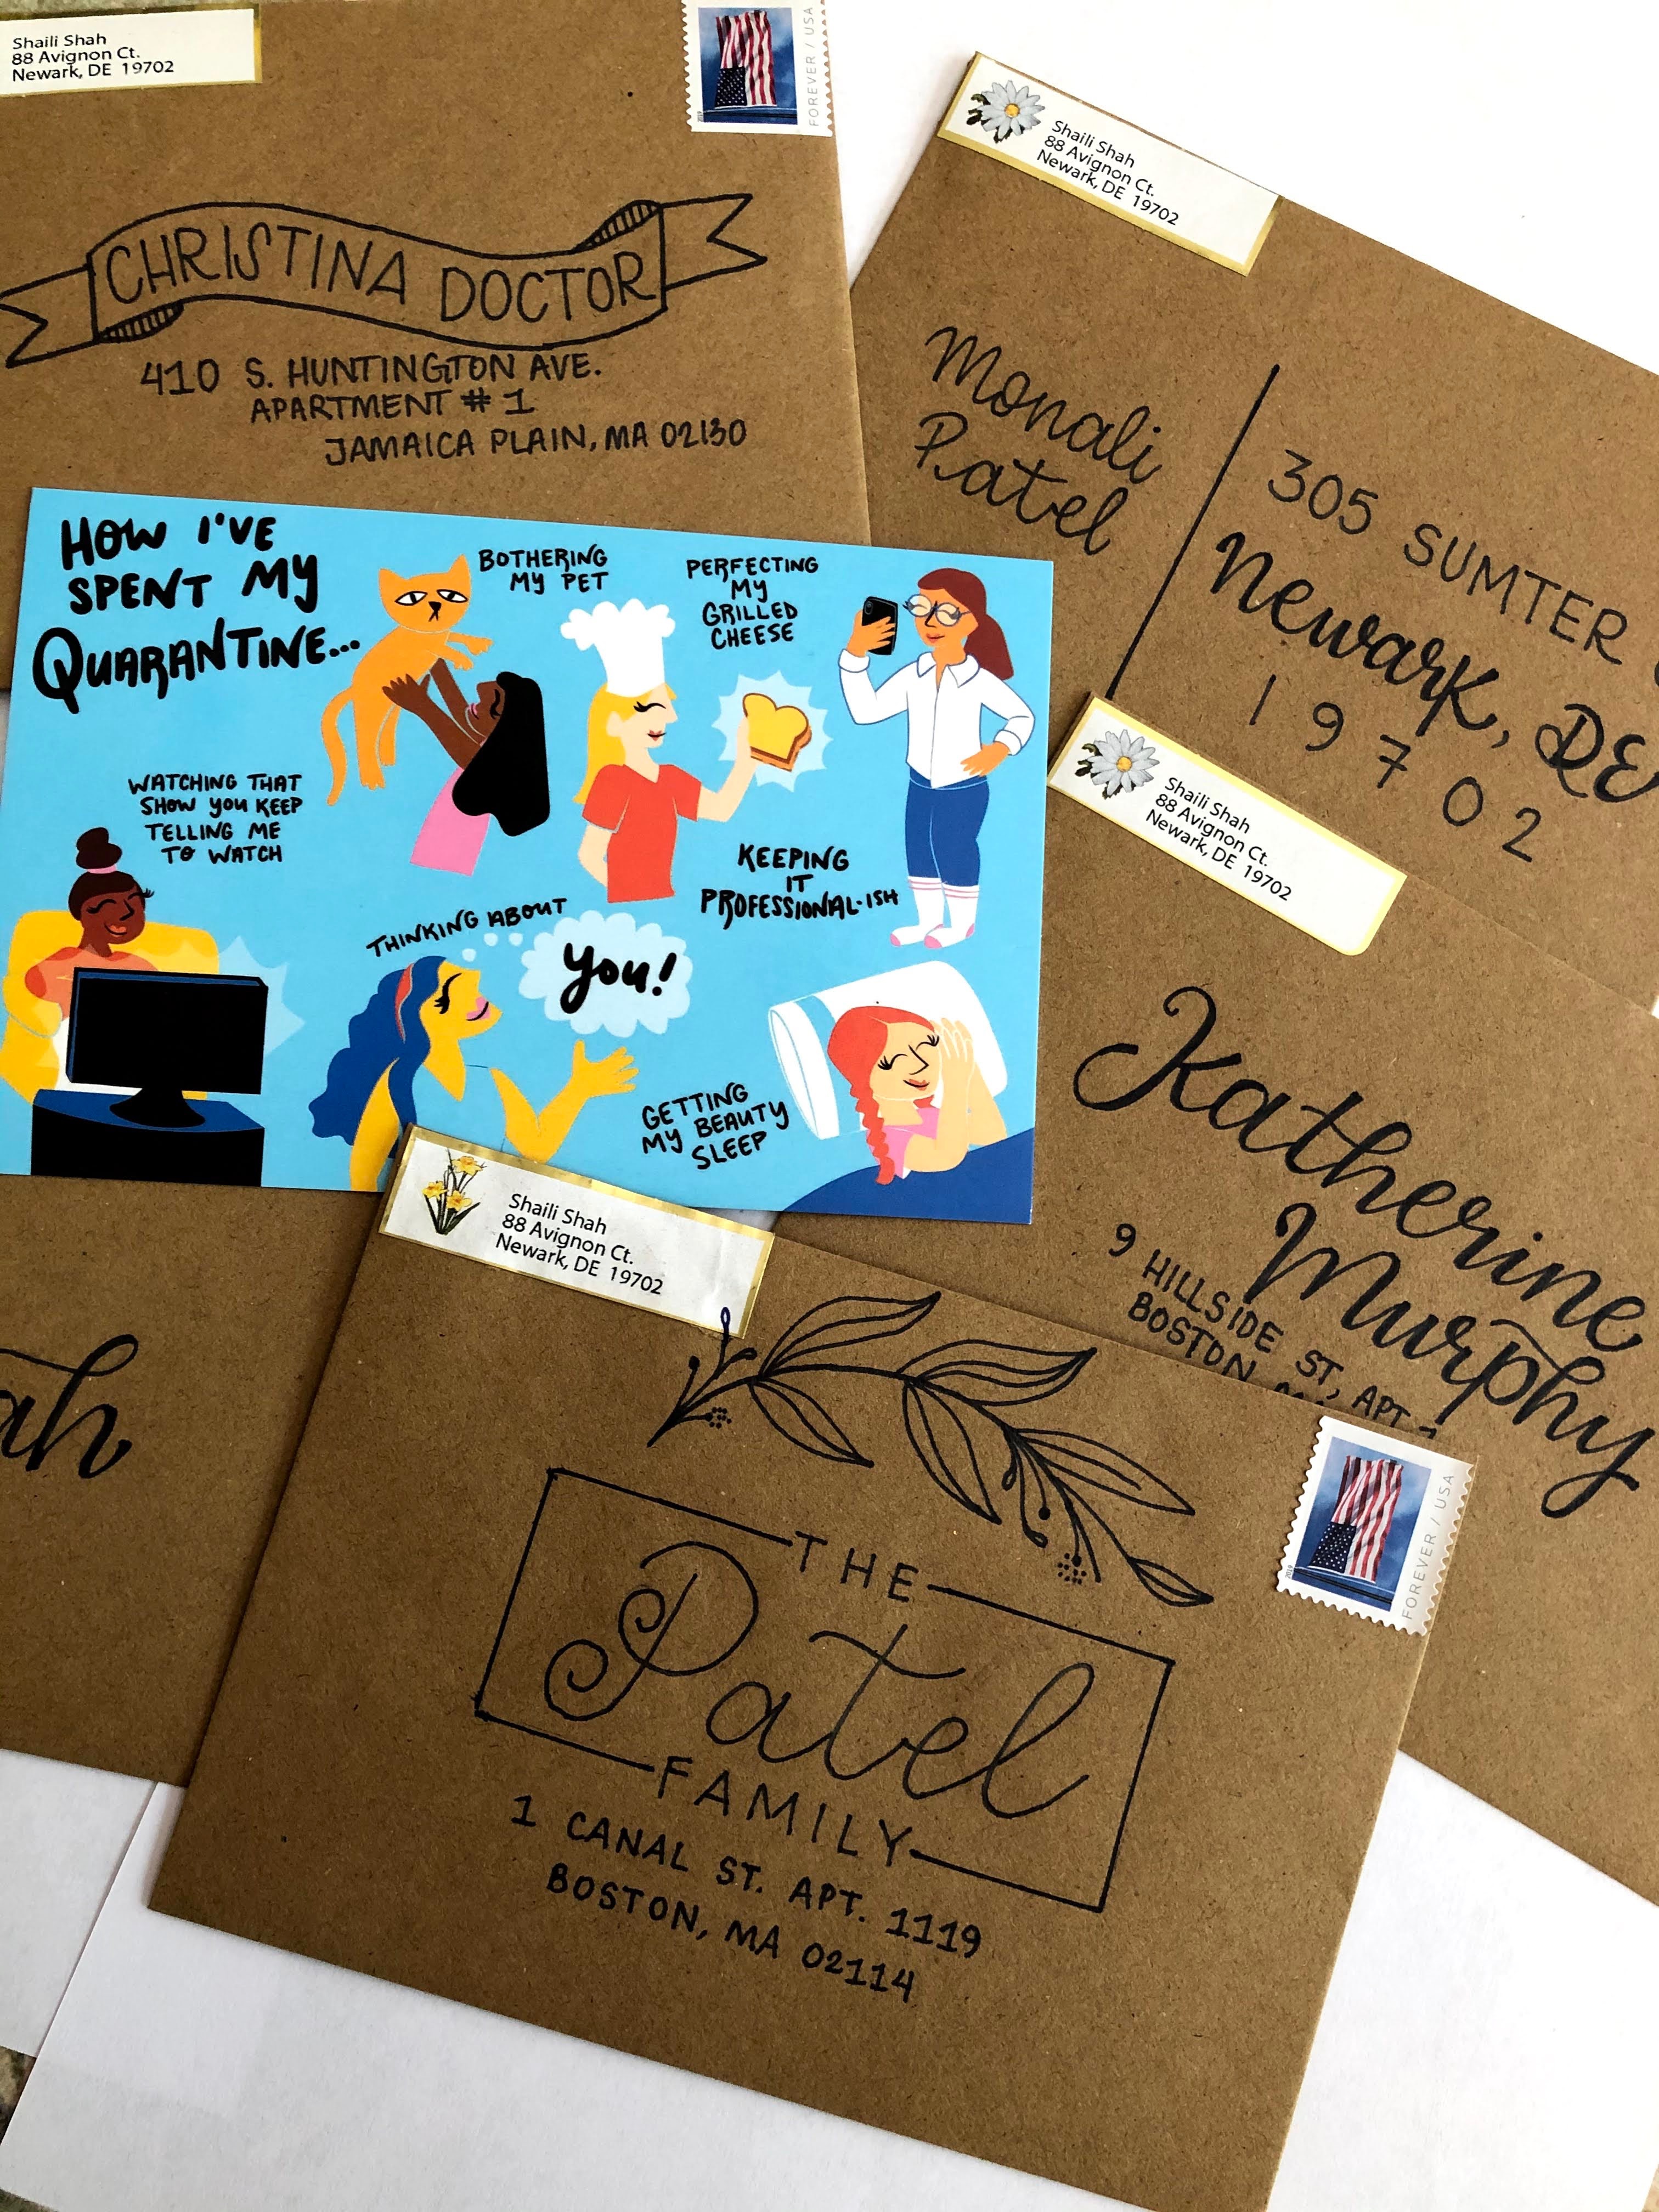 Shaili Shah
88 Avignon Ct.
Newark, DE 19702
FOREVER / USA
CHRISTINA DOCTOR
410 S. HUNTINGTON AVE.
APARTMENT # 1
JAMAICA PLAIN, MA 02130
Shaili Shah
88 Avignon Ct.
Newark, DE 19702
Monali
Patel
305 SUMTER
Newark, DE
19702
HOW I'VE
SPENT MY
QUARANTINE...
BOTHERING
MY PET
PERFECTING
MY
GRILLED
CHEESE
WATCHING THAT
SHOW YOU KEEP
TELLING ME
TO WATCH
KEEPING
IT
PROFESSIONAL-ISH
THINKING ABOUT
You!
GETTING
MY BEAUTY
SLEEP
Shaili Shah
88 Avignon Ct.
Newark, DE 19702
Katherine
Murphy
9 HILLSIDE ST, APT
BOSTON
Shaili Shah
88 Avignon Ct.
Newark, DE 19702
ah
FOREVER / USA
THE
Patel
FAMILY
1 CANAL ST. APT. 1119
BOSTON, MA 02114